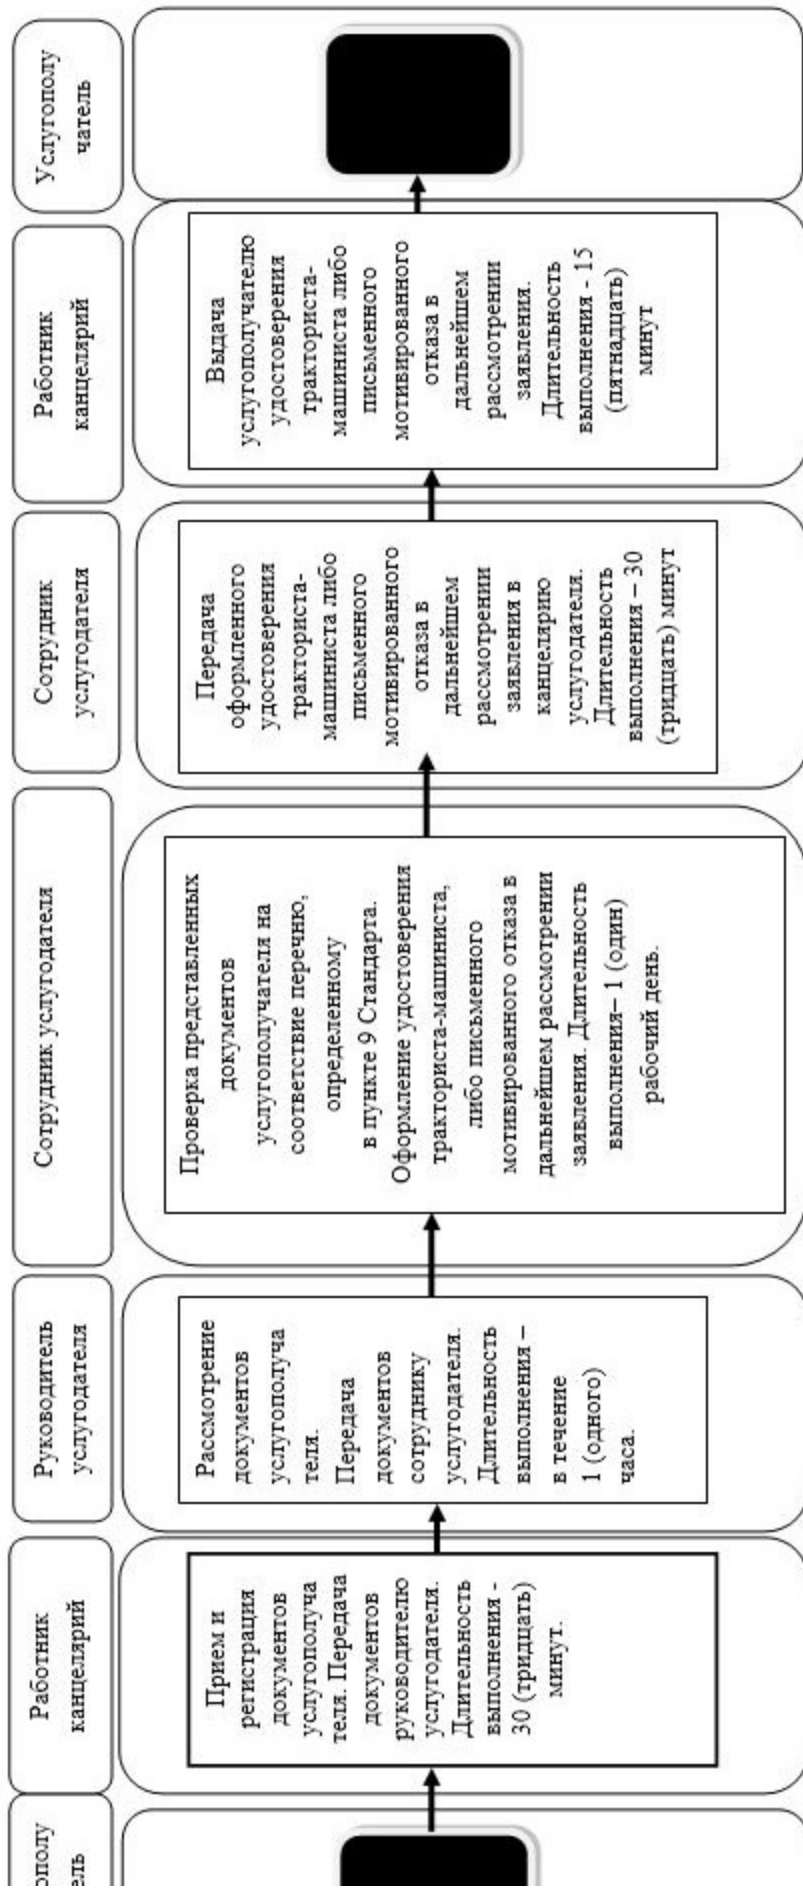 ополу
ель
Работник
канцелярий
Прием и
регистрация
документов
услугополуча
теля. Передача
документов
руководителю
услугодателя.
Длительность
выполнения -
30 (тридцать)
минут.
Руководитель
услугодателя
Рассмотрение
документов
услугополуча
теля.
Передача
документов
сотруднику
услугодателя.
Длительность
выполнения –
в течение
1 (одного)
часа.
Сотрудник услугодателя
Проверка представленных
документов
услугополучателя на
соответствие перечню,
определенному
в пункте 9 Стандарта.
Оформление удостоверения
тракториста-машиниста,
либо письменного
мотивированного отказа в
дальнейшем рассмотрении
заявления. Длительность
выполнения– 1 (один)
рабочий день.
Сотрудник
услугодателя
Передача
оформленного
удостоверения
тракториста-
машиниста либо
письменного
мотивированного
отказа в
дальнейшем
рассмотрении
заявления в
канцелярию
услугодателя.
Длительность
выполнения – 30
(тридцать) минут
Работник
канцелярий
Выдача
услугополучателю
удостоверения
тракториста-
машиниста либо
письменного
мотивированного
отказа в
дальнейшем
рассмотрении
заявления.
Длительность
выполнения - 15
(пятнадцать)
минут
Услугополу
чатель